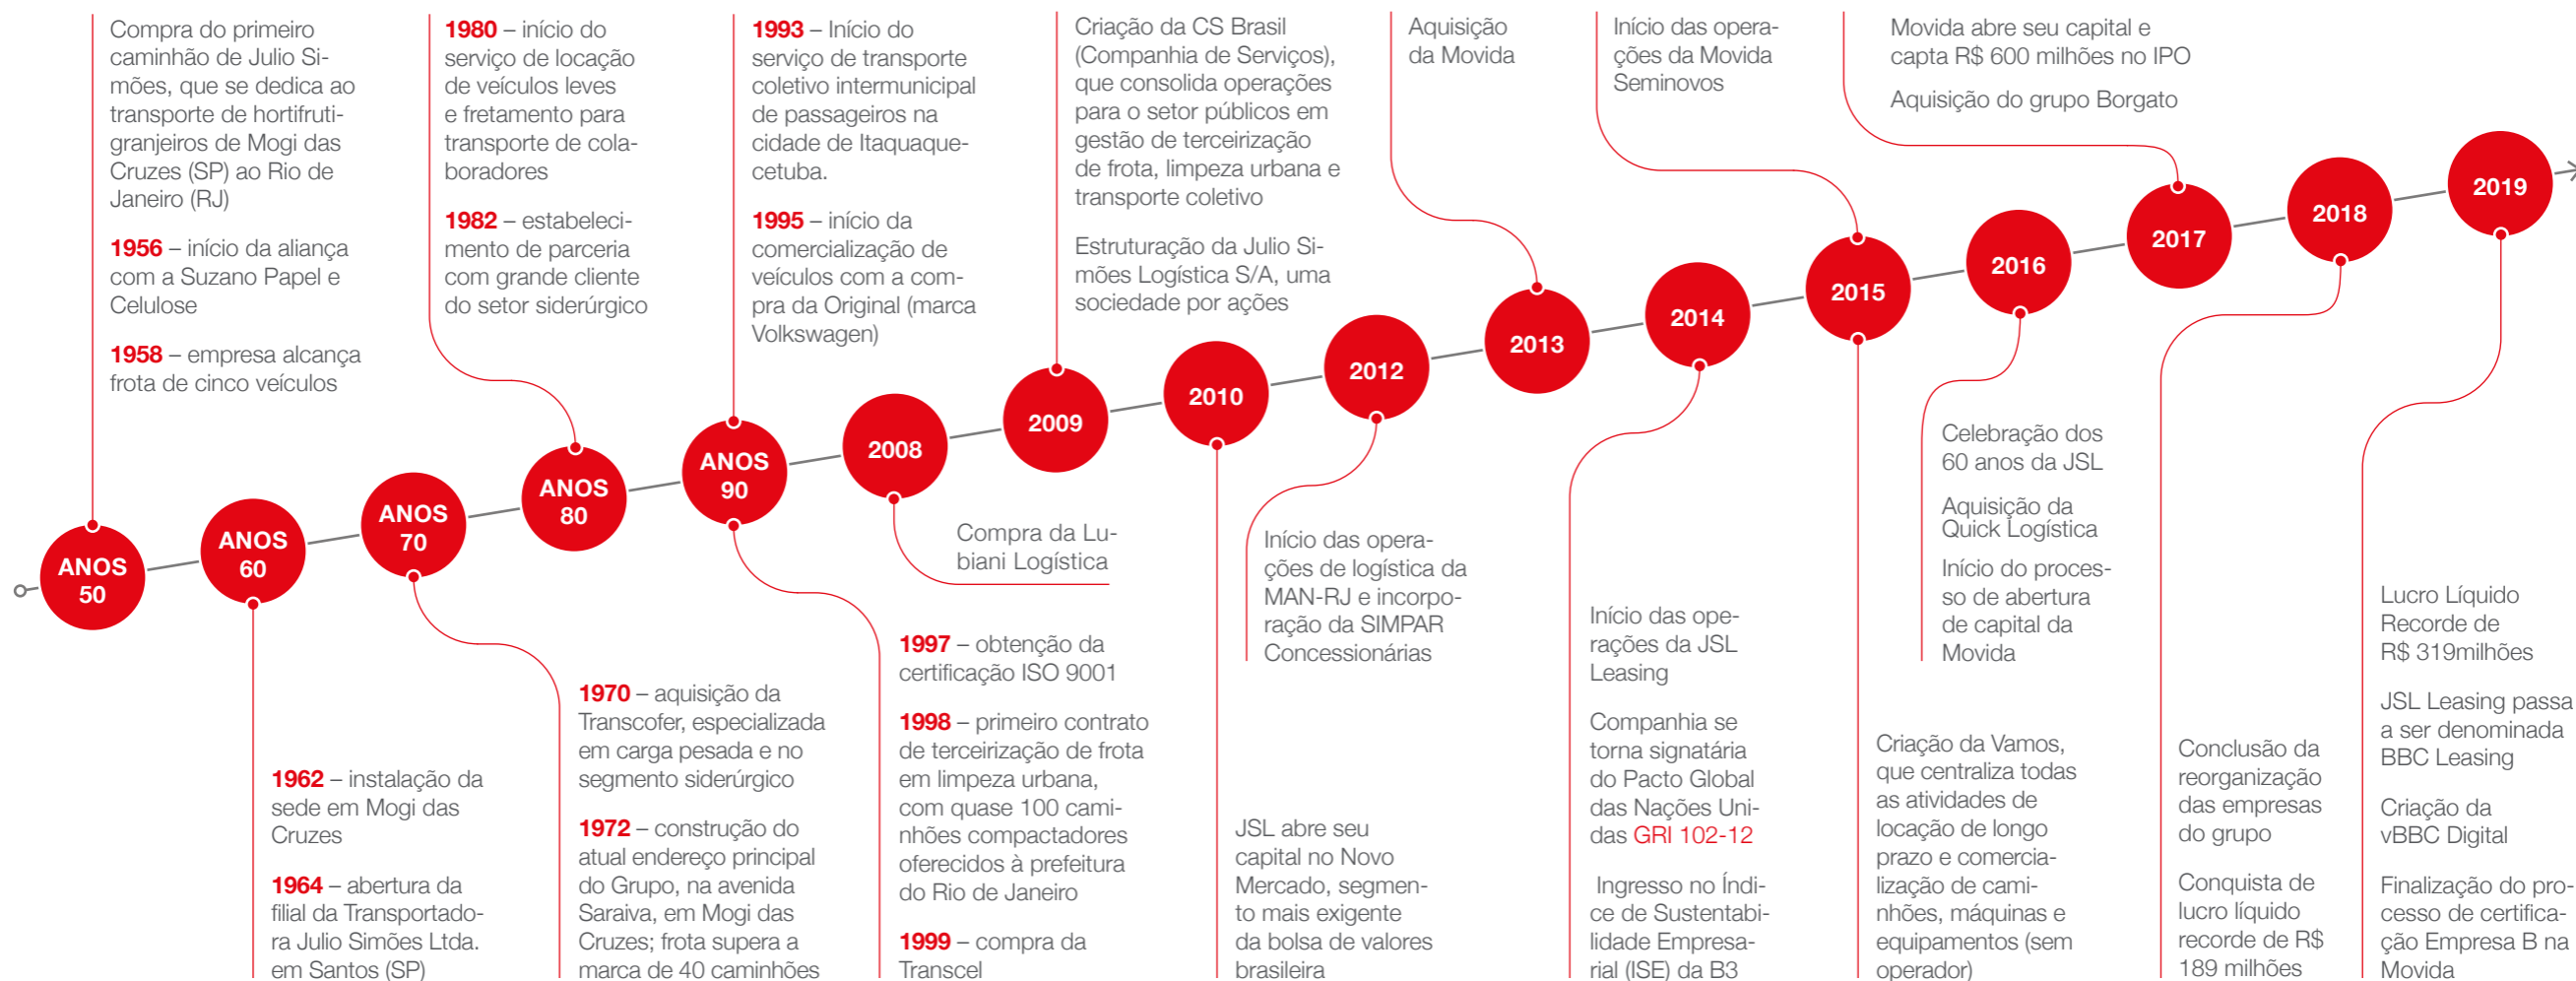 Compra do primeiro
caminhão de Julio Si-
mões, que se dedica ao
transporte de hortifruti-
granjeiros de Mogi das
Cruzes (SP) ao Rio de
Janeiro (RJ)
1956 – início da aliança
com a Suzano Papel e
Celulose
1958 – empresa alcança
frota de cinco veículos
ANOS
50
ANOS
60
1962 – instalação da
sede em Mogi das
Cruzes
1964 – abertura da
filial da Transportado-
ra Julio Simões Ltda.
em Santos (SP)
ANOS
70
1970 – aquisição da
Transcofer, especializada
em carga pesada e no
segmento siderúrgico
1972 – construção do
atual endereço principal
do Grupo, na avenida
Saraiva, em Mogi das
Cruzes; frota supera a
marca de 40 caminhões
1980 – início do
serviço de locação
de veículos leves
e fretamento para
transporte de cola-
boradores
1982 – estabeleci-
mento de parceria
com grande cliente
do setor siderúrgico
ANOS
80
1993 – Início do
serviço de transporte
coletivo intermunicipal
de passageiros na
cidade de Itaquaque-
cetuba.
1995 – início da
comercialização de
veículos com a com-
pra da Original (marca
Volkswagen)
ANOS
90
1997 – obtenção da
certificação ISO 9001
1998 – primeiro contrato
de terceirização de frota
em limpeza urbana,
com quase 100 cami-
nhões compactadores
oferecidos à prefeitura
do Rio de Janeiro
1999 – compra da
Transcel
2008
Compra da Lu-
biani Logística
Criação da CS Brasil
(Companhia de Serviços),
que consolida operações
para o setor públicos em
gestão de terceirização
de frota, limpeza urbana e
transporte coletivo
Estruturação da Julio Si-
mões Logística S/A, uma
sociedade por ações
2009
2010
JSL abre seu
capital no Novo
Mercado, segmen-
to mais exigente
da bolsa de valores
brasileira
2012
Início das opera-
ções de logística da
MAN-RJ e incorpo-
ração da SIMPAR
Concessionárias
Aquisição
da Movida
2013
2014
Início das ope-
rações da JSL
Leasing
Companhia se
torna signatária
do Pacto Global
das Nações Uni-
das GRI 102-12
Ingresso no Índi-
ce de Sustentabi-
lidade Empresa-
rial (ISE) da B3
Início das opera-
ções da Movida
Seminovos
2015
Criação da Vamos,
que centraliza todas
as atividades de
locação de longo
prazo e comercia-
lização de cami-
nhões, máquinas e
equipamentos (sem
operador)
2016
Celebração dos
60 anos da JSL
Aquisição da
Quick Logística
Início do proces-
so de abertura
de capital da
Movida
Movida abre seu capital e
capta R$ 600 milhões no IPO
Aquisição do grupo Borgato
2017
2018
Conclusão da
reorganização
das empresas
do grupo
Conquista de
lucro líquido
recorde de R$
189 milhões
2019
Lucro Líquido
Recorde de
R$ 319milhões
JSL Leasing passa
a ser denominada
BBC Leasing
Criação da
vBBC Digital
Finalização do pro-
cesso de certifica-
ção Empresa B na
Movida